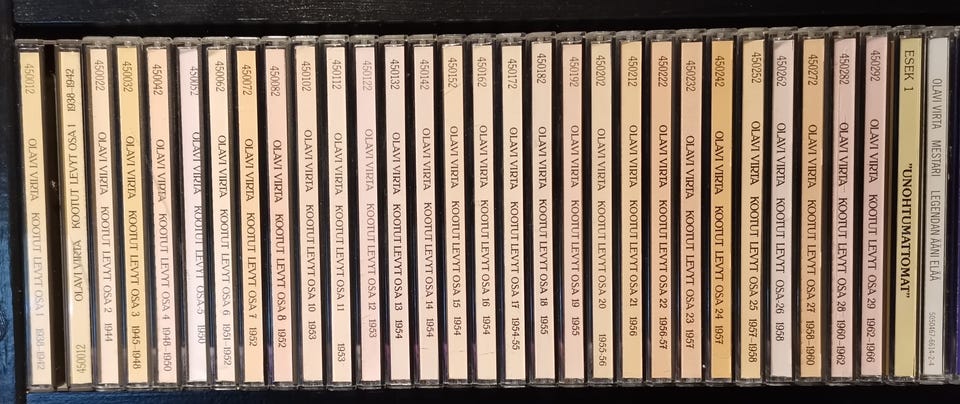 450012 OLAVI VIRTA KOOTUT LEVYT OSA 1 1938-1942
OLAVI VIRTA KOOTUT LEVYT OSA 1 1938-1942 450012
450022 OLAVI VIRTA KOOTUT LEVYT OSA 2 1944
450032 OLAVI VIRTA KOOTUT LEVYT OSA 3 1945-1948
450042 OLAVI VIRTA KOOTUT LEVYT OSA 4 1948-1950
450052 OLAVI VIRTA KOOTUT LEVYT OSA 5 1950
450062 OLAVI VIRTA KOOTUT LEVYT OSA 6 1951-1952
450072 OLAVI VIRTA KOOTUT LEVYT OSA 7 1952
450082 OLAVI VIRTA KOOTUT LEVYT OSA 8 1952
450102 OLAVI VIRTA KOOTUT LEVYT OSA 10 1953
450112 OLAVI VIRTA KOOTUT LEVYT OSA 11 1953
450122 OLAVI VIRTA KOOTUT LEVYT OSA 12 1953
450132 OLAVI VIRTA KOOTUT LEVYT OSA 13 1954
450142 OLAVI VIRTA KOOTUT LEVYT OSA 14 1954
450152 OLAVI VIRTA KOOTUT LEVYT OSA 15 1954
450162 OLAVI VIRTA KOOTUT LEVYT OSA 16 1954
450172 OLAVI VIRTA KOOTUT LEVYT OSA 17 1954-55
450182 OLAVI VIRTA KOOTUT LEVYT OSA 18 1955
450192 OLAVI VIRTA KOOTUT LEVYT OSA 19 1955
450202 OLAVI VIRTA KOOTUT LEVYT OSA 20 1955-56
450212 OLAVI VIRTA KOOTUT LEVYT OSA 21 1956
450222 OLAVI VIRTA KOOTUT LEVYT OSA 22 1956-57
450232 OLAVI VIRTA KOOTUT LEVYT OSA 23 1957
450242 OLAVI VIRTA KOOTUT LEVYT OSA 24 1957
450252 OLAVI VIRTA KOOTUT LEVYT OSA 25 1957-1958
450262 OLAVI VIRTA KOOTUT LEVYT OSA 26 1958
450272 OLAVI VIRTA KOOTUT LEVYT OSA 27 1958-1960
450282 OLAVI VIRTA KOOTUT LEVYT OSA 28 1960-1962
450292 OLAVI VIRTA KOOTUT LEVYT OSA 29 1962-1966
ESEK 1 "UNOHTUMATTOMAT"
OLAVI VIRTA MESTARI LEGENDAN ÄÄNI ELÄÄ 5050467-6614-2-4